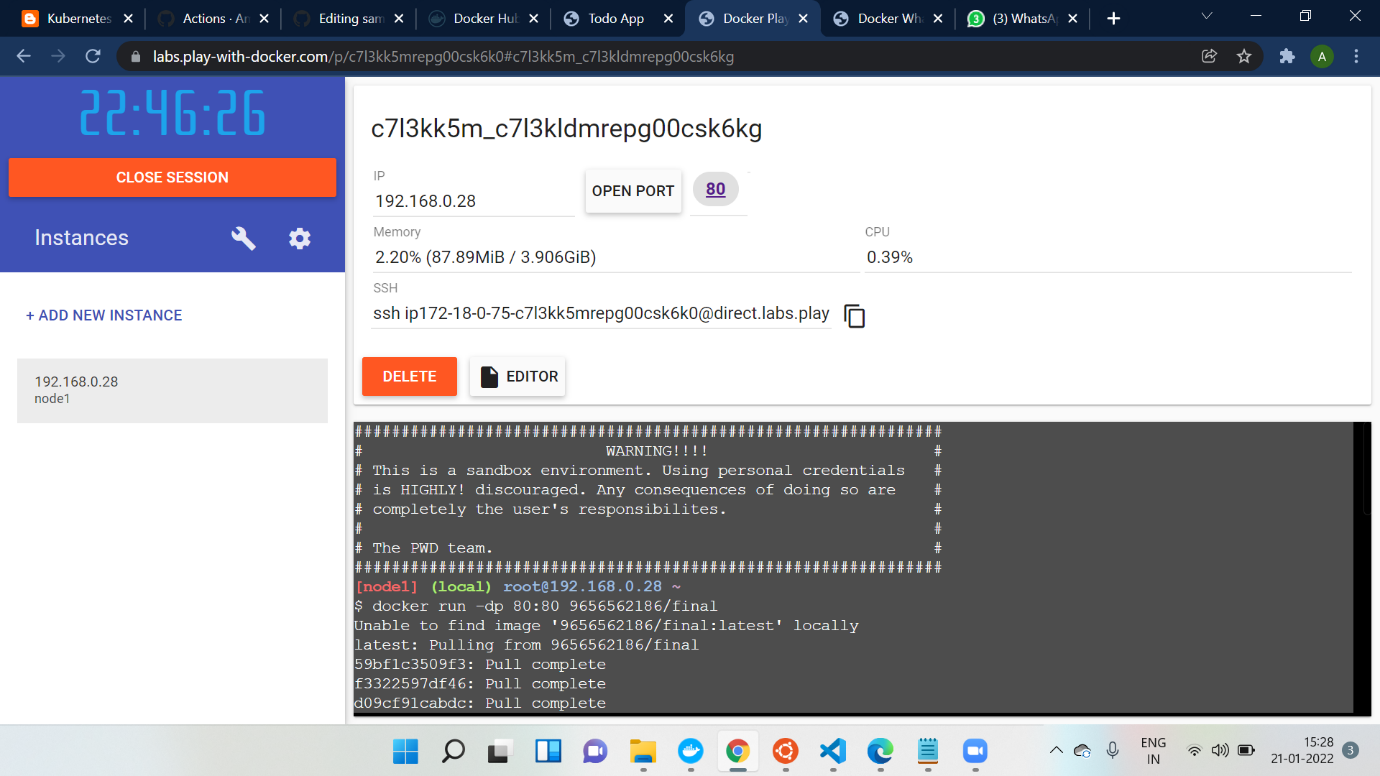 Kubernetes
Actions · An
Editing sam
Docker Hu
Todo App
Docker Play
Docker Wh
(3) WhatsA
labs.play-with-docker.com/p/c7l3kk5mrepg00csk6k0#c7l3kk5m_c7l3kldmrepg00csk6kg
A
22:46:26
CLOSE SESSION
Instances
+ ADD NEW INSTANCE
192.168.0.28
node1
c7l3kk5m_c7l3kldmrepg00csk6kg
IP
192.168.0.28
OPEN PORT
80
Memory
2.20% (87.89MiB / 3.906GiB)
CPU
0.39%
SSH
ssh ip172-18-0-75-c7l3kk5mrepg00csk6k0@direct.labs.play
DELETE
EDITOR
###############################################################
# WARNING!!!! #
# This is a sandbox environment. Using personal credentials #
# is HIGHLY! discouraged. Any consequences of doing so are #
# completely the user's responsibilites. #
# #
# The PWD team. #
###############################################################
[node1] (local) root@192.168.0.28 ~
$ docker run -dp 80:80 9656562186/final
Unable to find image '9656562186/final:latest' locally
latest: Pulling from 9656562186/final
59bf1c3509f3: Pull complete
f3322597df46: Pull complete
d09cf91cabdc: Pull complete
ENG
IN
15:28
21-01-2022
3